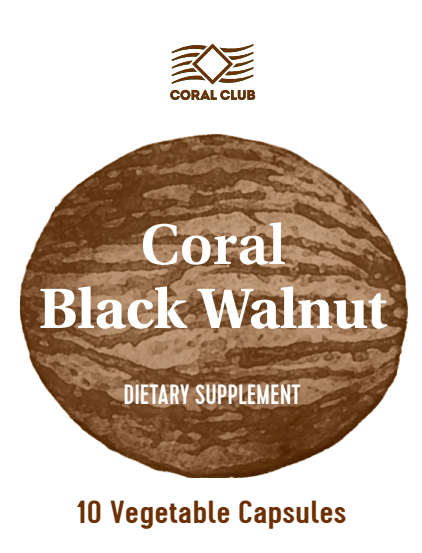 CORAL CLUB
Coral
Black Walnut
DIETARY SUPPLEMENT
10 Vegetable Capsules